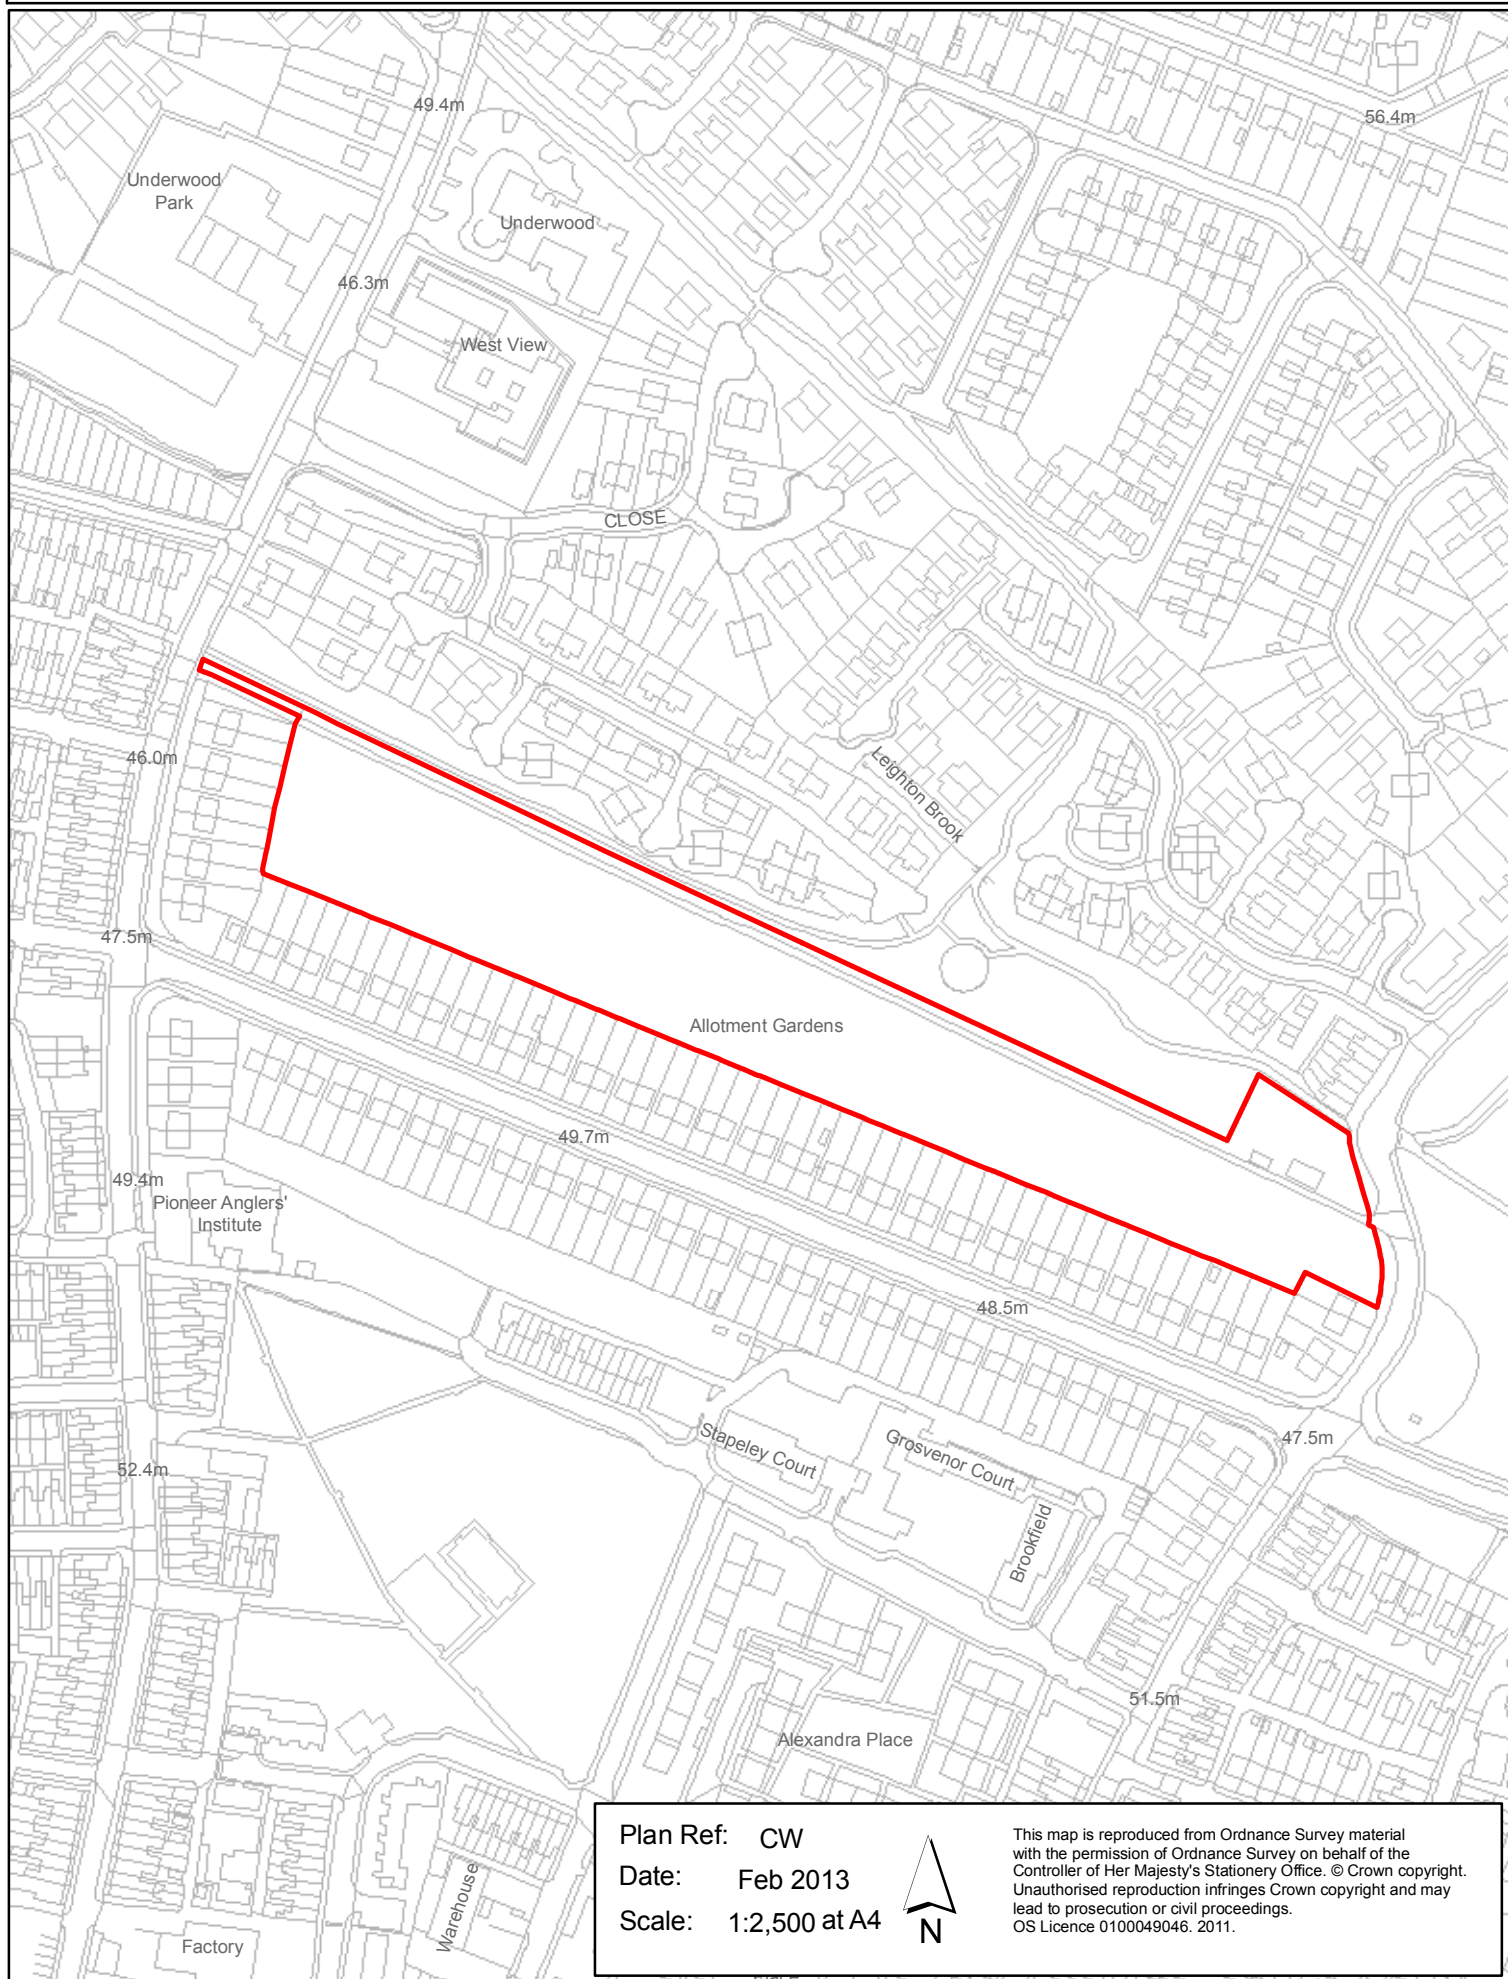 49.4m
56.4m
Underwood
Park
Underwood
46.3m
West View
CLOSE
46.0m
Leighton Brook
47.5m
Allotment Gardens
49.7m
49.4m
Pioneer Anglers'
Institute
48.5m
Stapeley Court
Grosvenor Court
47.5m
52.4m
Brookfield
51.5m
Alexandra Place
Warehouse
Factory
Plan Ref: CW
Date: Feb 2013
Scale: 1:2,500 at A4
N
This map is reproduced from Ordnance Survey material
with the permission of Ordnance Survey on behalf of the
Controller of Her Majesty's Stationery Office. © Crown copyright.
Unauthorised reproduction infringes Crown copyright and may
lead to prosecution or civil proceedings.
OS Licence 0100049046. 2011.